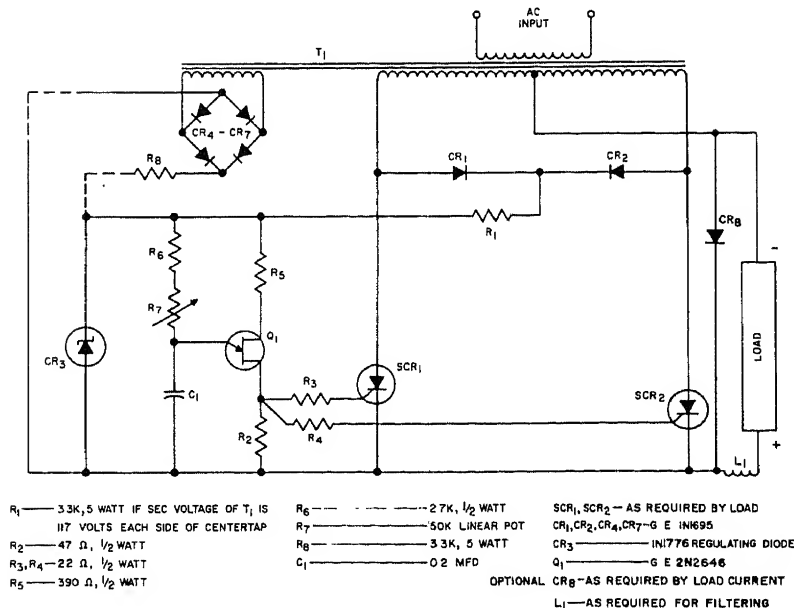 AC
INPUT
T1
CR4 – CR7
R8
CR1
CR2
R1
CR8
R6
R5
R7
Q1
CR3
C1
R3
R4
R2
SCR1
SCR2
LOAD
-
+
L1
R1 — 33K, 5 WATT IF SEC VOLTAGE OF T1 IS
117 VOLTS EACH SIDE OF CENTERTAP
R2 — 47 Ω, 1/2 WATT
R3, R4 — 22 Ω, 1/2 WATT
R5 — 390 Ω, 1/2 WATT
R6 — 27K, 1/2 WATT
R7 — 50K LINEAR POT
R8 — 33K, 5 WATT
C1 — 02 MFD
SCR1, SCR2 — AS REQUIRED BY LOAD
CR1, CR2, CR4, CR7 — G E IN1695
CR3 — IN1776 REGULATING DIODE
Q1 — G E 2N2646
OPTIONAL CR8 — AS REQUIRED BY LOAD CURRENT
L1 — AS REQUIRED FOR FILTERING